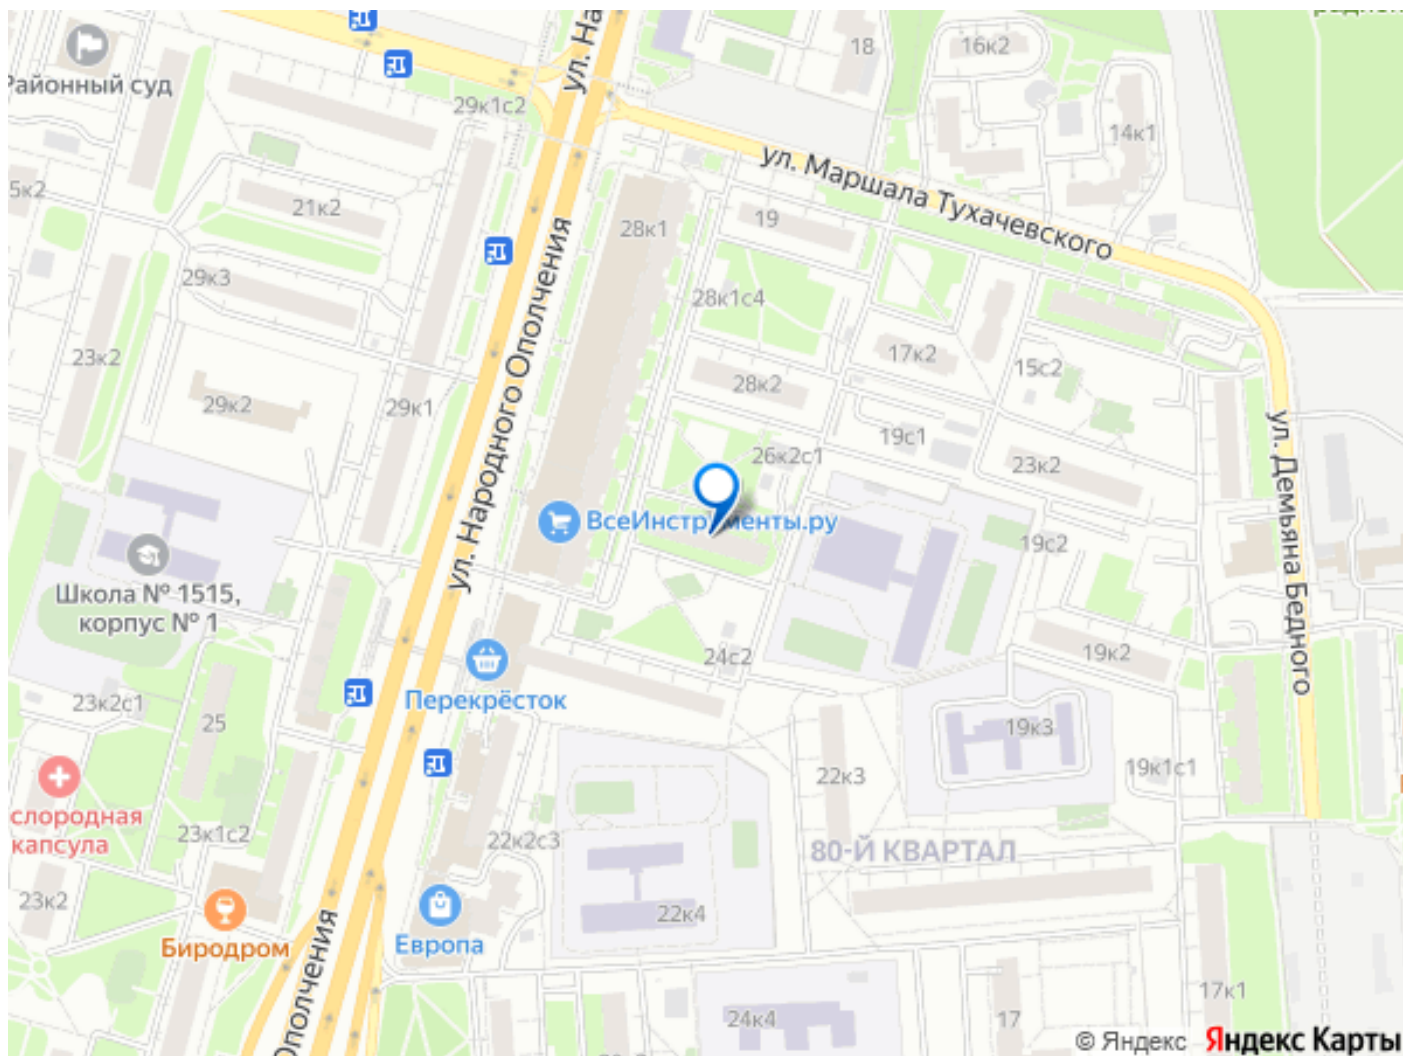 Районный суд
ул. На
18
16к2
14к1
29к1с2
ул. Маршала Тухачевского
5к2
21к2
28к1
19
29к3
28к1с4
23к2
29к2
29к1
ул. Народного Ополчения
28к2
17к2
15с2
19с1
26к2с1
23к2
ул. Демьяна Бедного
ВсеИнструменты.ру
19с2
Школа № 1515,
корпус № 1
24с2
19к2
Перекрёсток
23к2с1
25
19к3
19к1с1
22к3
слородная
капсула
23к1с2
22к2с3
80-Й КВАРТАЛ
23к2
22к4
Биродром
Европа
Ополчения
24к4
17
17к1
© Яндекс
Яндекс Карты